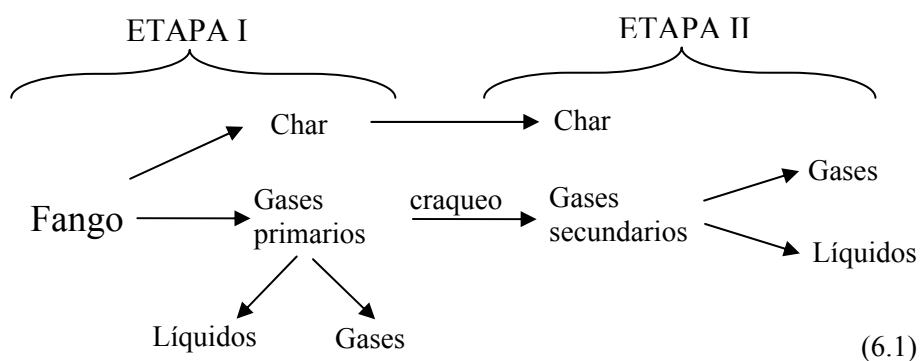 ETAPA I
ETAPA II
Char
Char
Fango
Gases
primarios
craqueo
Gases
secundarios
Gases
Líquidos
Líquidos
Gases
(6.1)